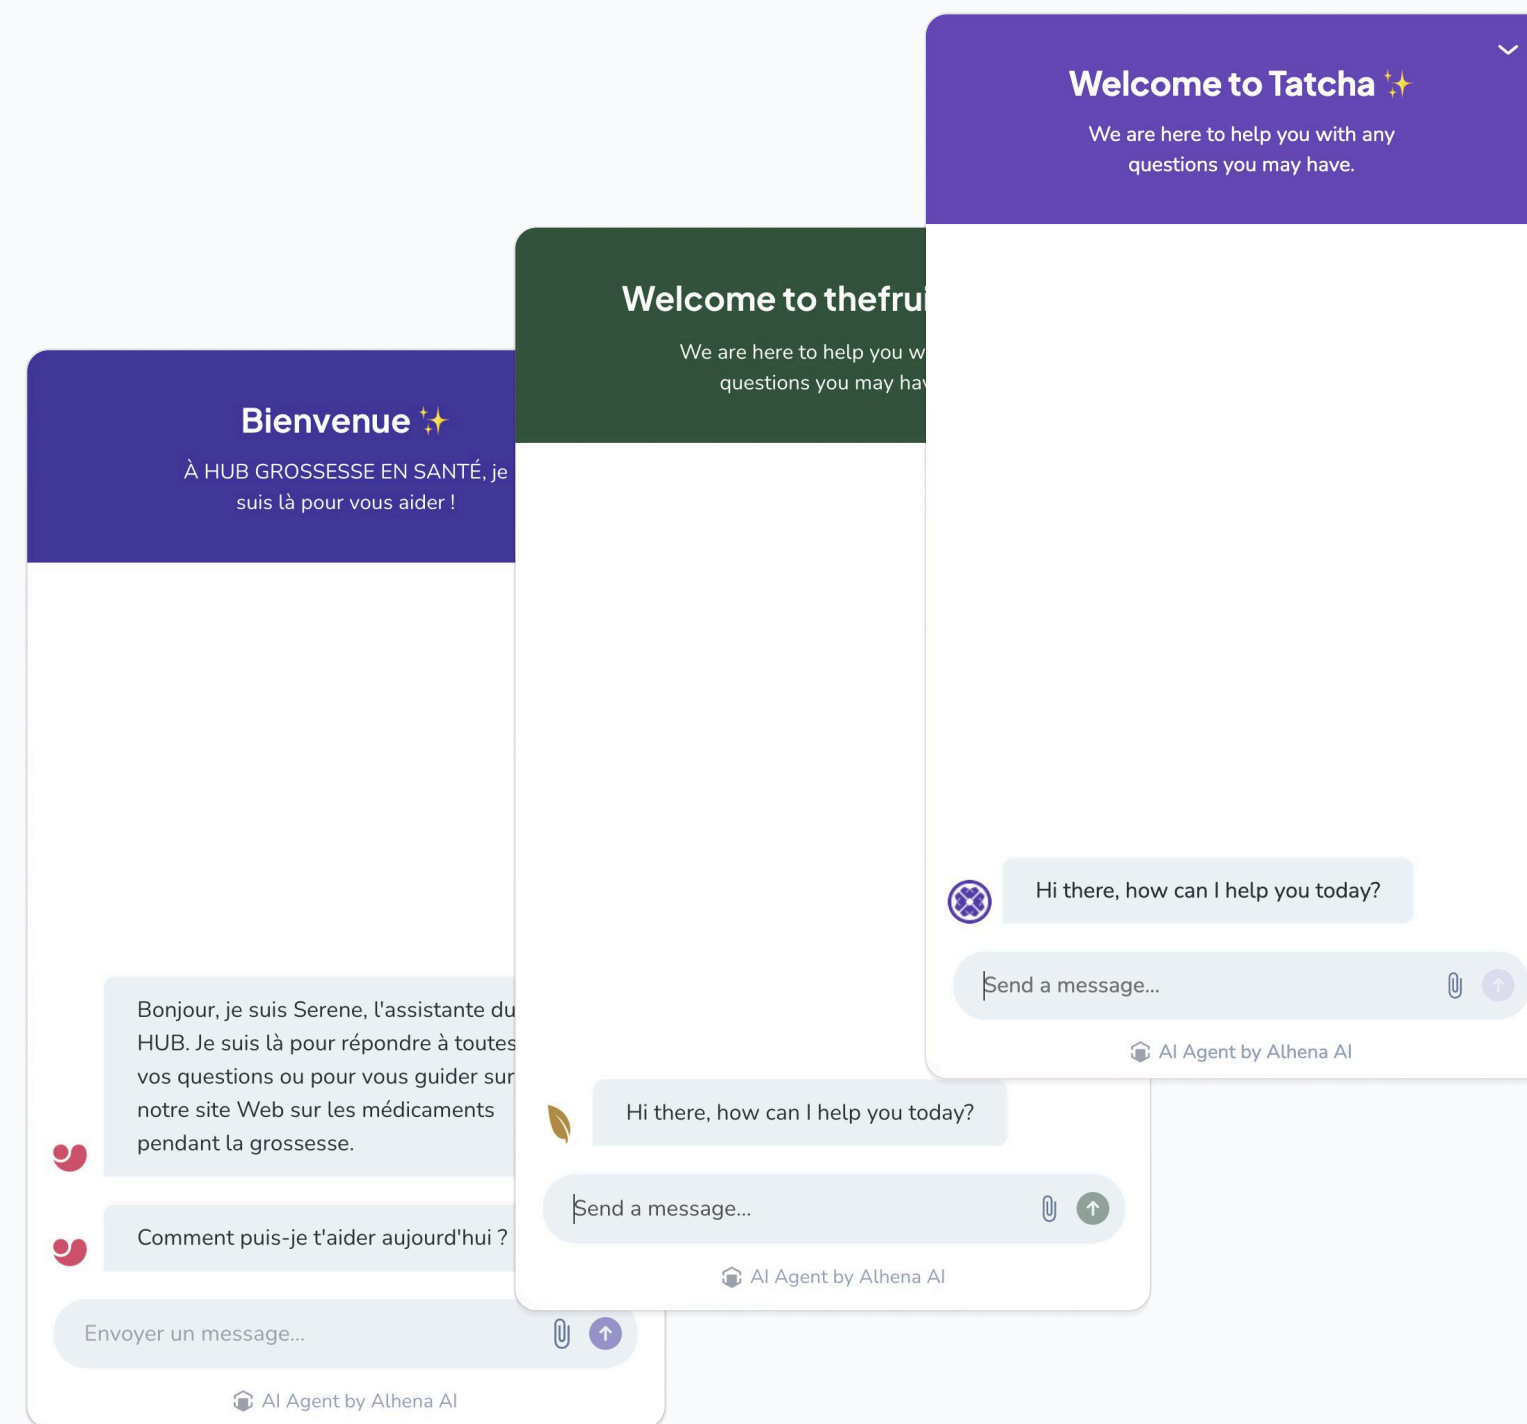 Welcome to Tatcha ✨
We are here to help you with any
questions you may have.
Hi there, how can I help you today?
Send a message...
AI Agent by Alhena AI
Welcome to
We are here to help you
questions you may
Hi there, how can I help you today?
Send a message...
AI Agent by Alhena AI
Bienvenue ✨
À HUB GROSSESSE EN SANTÉ, je
suis là pour vous aider !
Bonjour, je suis Serene, l'assistante du
HUB. Je suis là pour répondre à toutes
vos questions ou pour vous guider sur
notre site Web sur les médicaments
pendant la grossesse.
Comment puis-je t'aider aujourd'hui ?
Envoyer un message...
AI Agent by Alhena AI